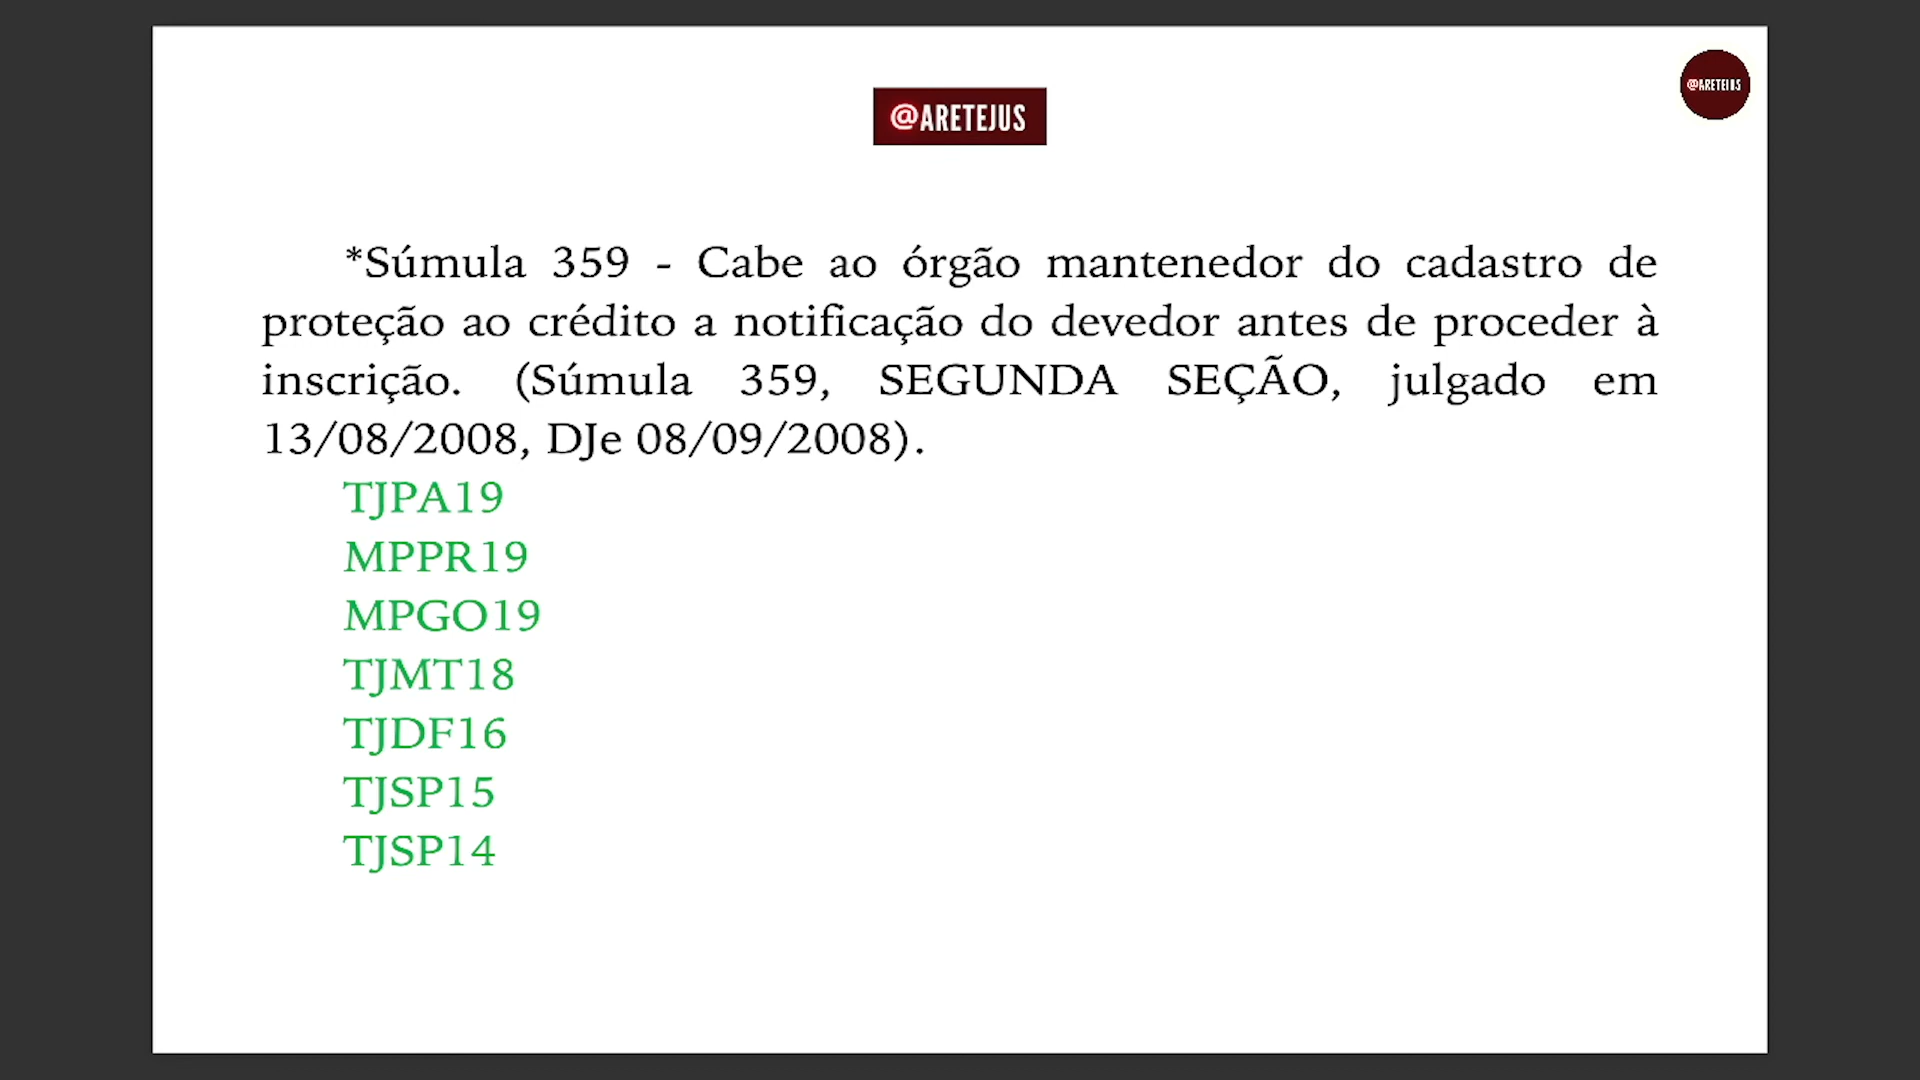 @ARETEJUS
@ARETEJUS
*Súmula 359 - Cabe ao órgão mantenedor do cadastro de
proteção ao crédito a notificação do devedor antes de proceder à
inscrição. (Súmula 359, SEGUNDA SEÇÃO, julgado em
13/08/2008, DJe 08/09/2008).
TJPA19
MPPR19
MPGO19
TJMT18
TJDF16
TJSP15
TJSP14